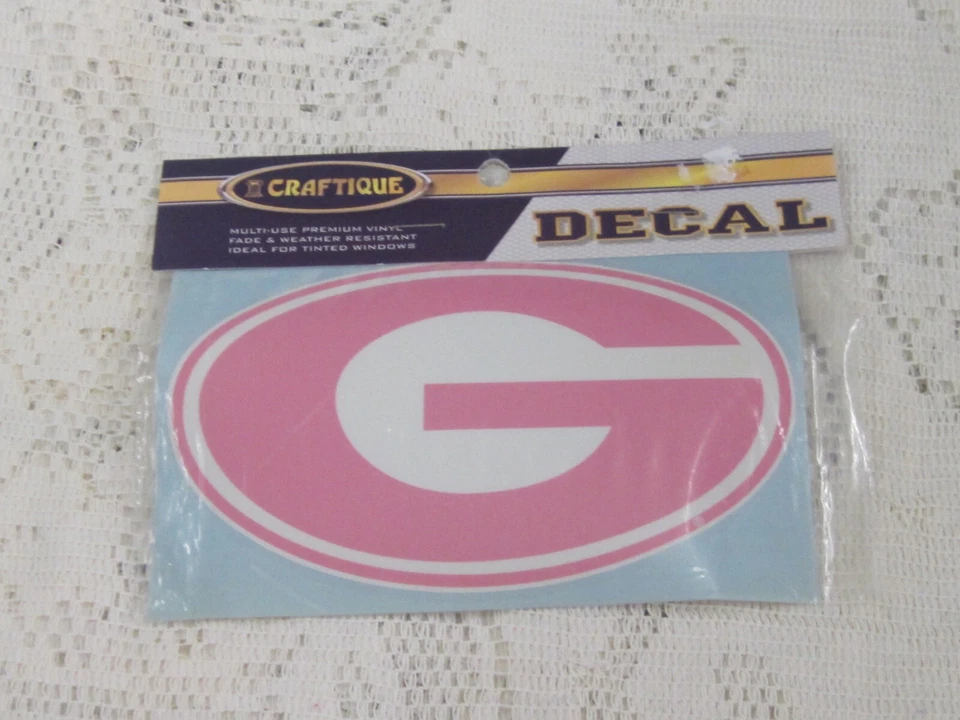 CRAFTIQUE
MULTI-USE PREMIUM VINYL
FADE & WEATHER RESISTANT
IDEAL FOR TINTED WINDOWS
DECAL
G